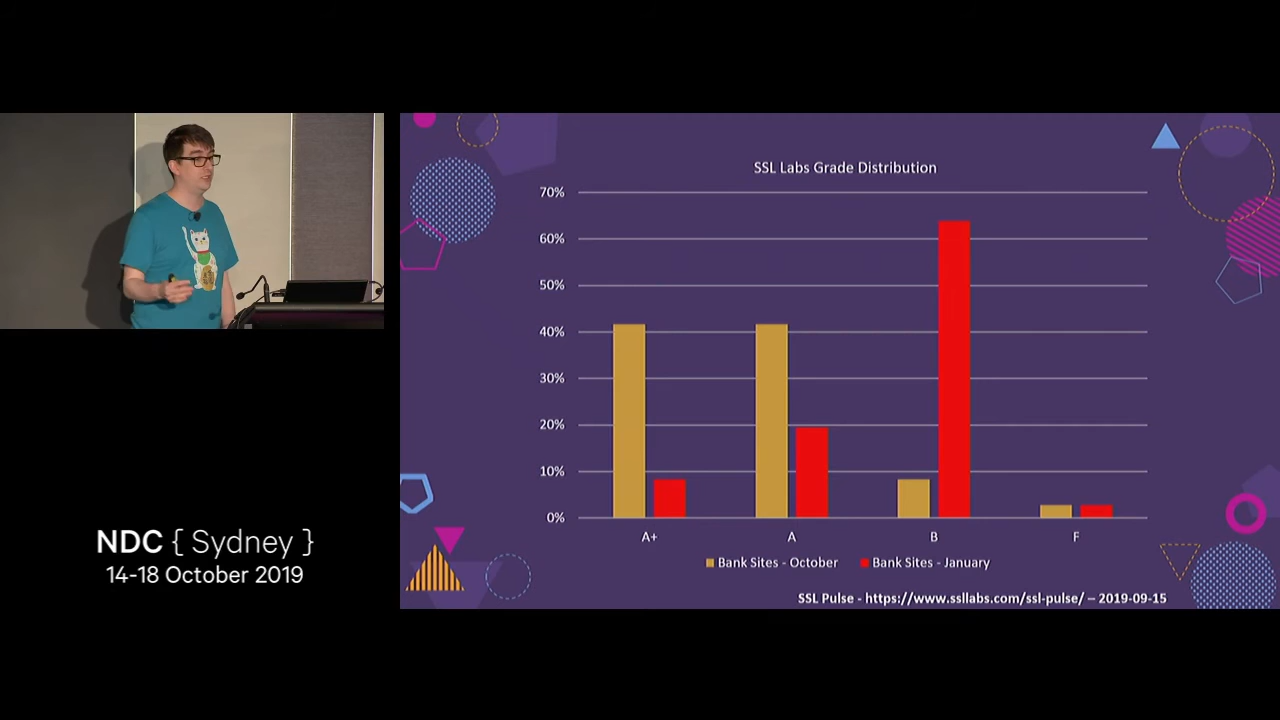 NDC { Sydney }
14-18 October 2019
SSL Labs Grade Distribution
70%
60%
50%
40%
30%
20%
10%
0%
A+ A B F
Bank Sites - October Bank Sites - January
SSL Pulse - https://www.ssllabs.com/ssl-pulse/ – 2019-09-15